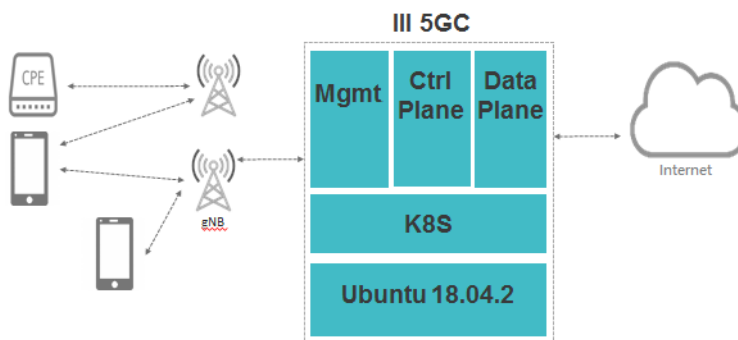 III 5GC
CPE
Mgmt
Ctrl
Plane
Data
Plane
Internet
gNB
K8S
Ubuntu 18.04.2